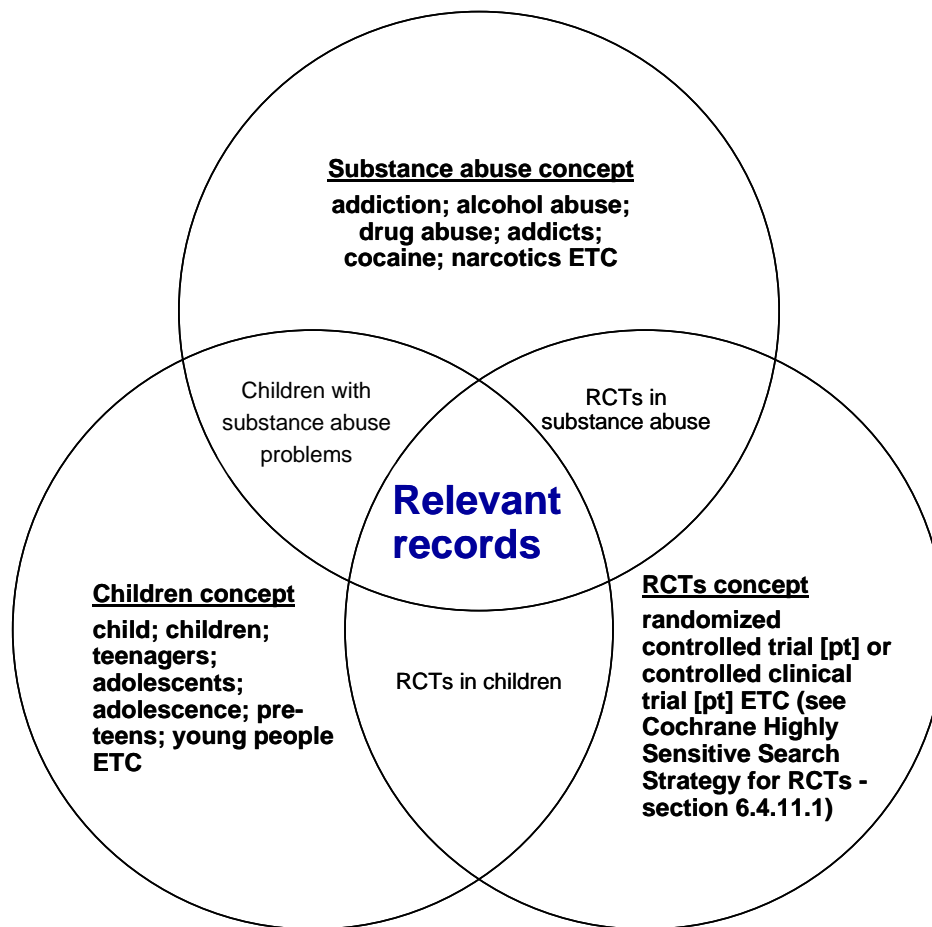 Substance abuse concept
addiction; alcohol abuse;
drug abuse; addicts;
cocaine; narcotics ETC
Children with
substance abuse
problems
RCTs in
substance abuse
Relevant
records
Children concept
child; children;
teenagers;
adolescents;
adolescence; pre-
teens; young people
ETC
RCTs in children
RCTs concept
randomized
controlled trial [pt] or
controlled clinical
trial [pt] ETC (see
Cochrane Highly
Sensitive Search
Strategy for RCTs -
section 6.4.11.1)